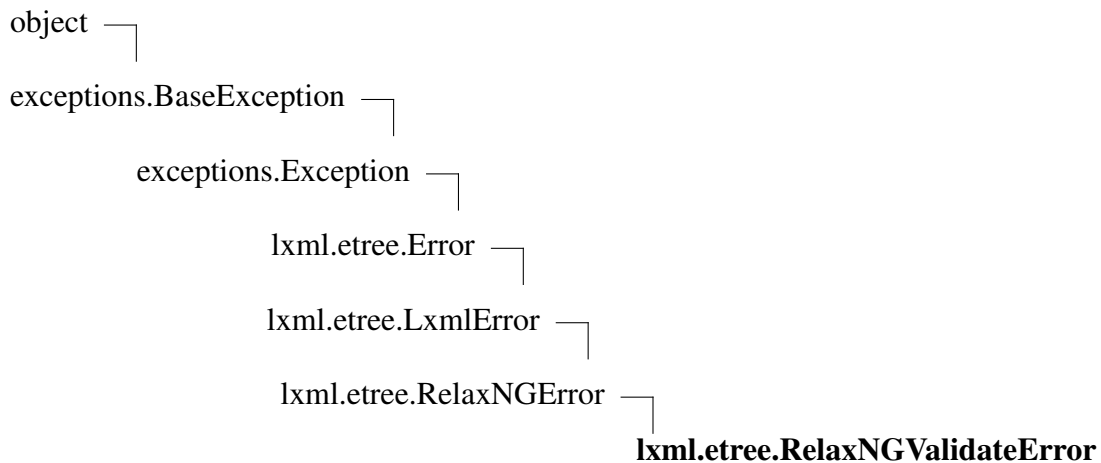 object
exceptions.BaseException
exceptions.Exception
lxml.etree.Error
lxml.etree.LxmlError
lxml.etree.RelaxNGError
lxml.etree.RelaxNGValidateError